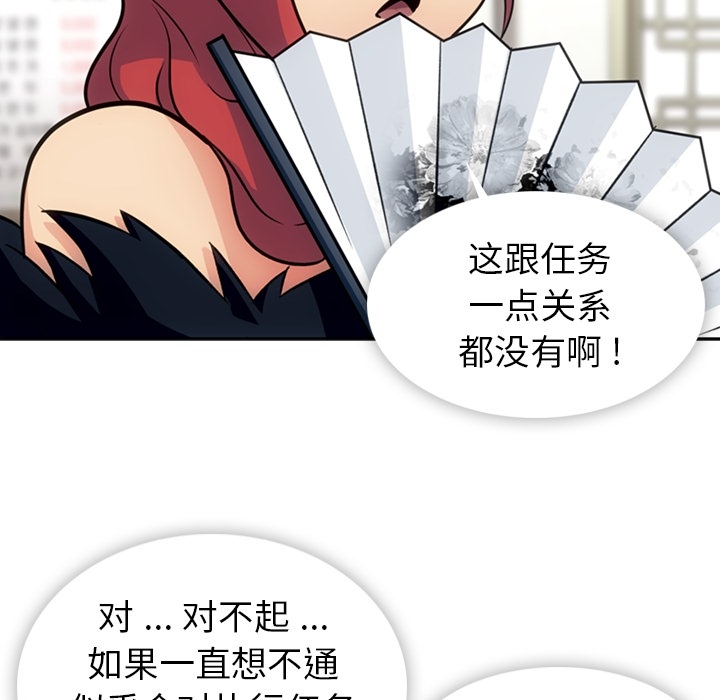 这跟任务
一点关系
都没有啊！
对…对不起…
如果一直想不通